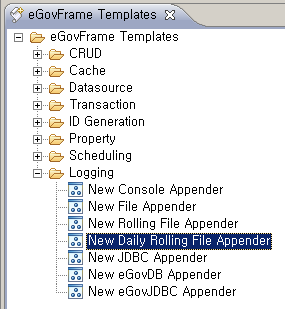 eGovFrame Templates
eGovFrame Templates
CRUD
Cache
Datasource
Transaction
ID Generation
Property
Scheduling
Logging
New Console Appender
New File Appender
New Rolling File Appender
New Daily Rolling File Appender
New JDBC Appender
New eGovDB Appender
New eGovJDBC Appender